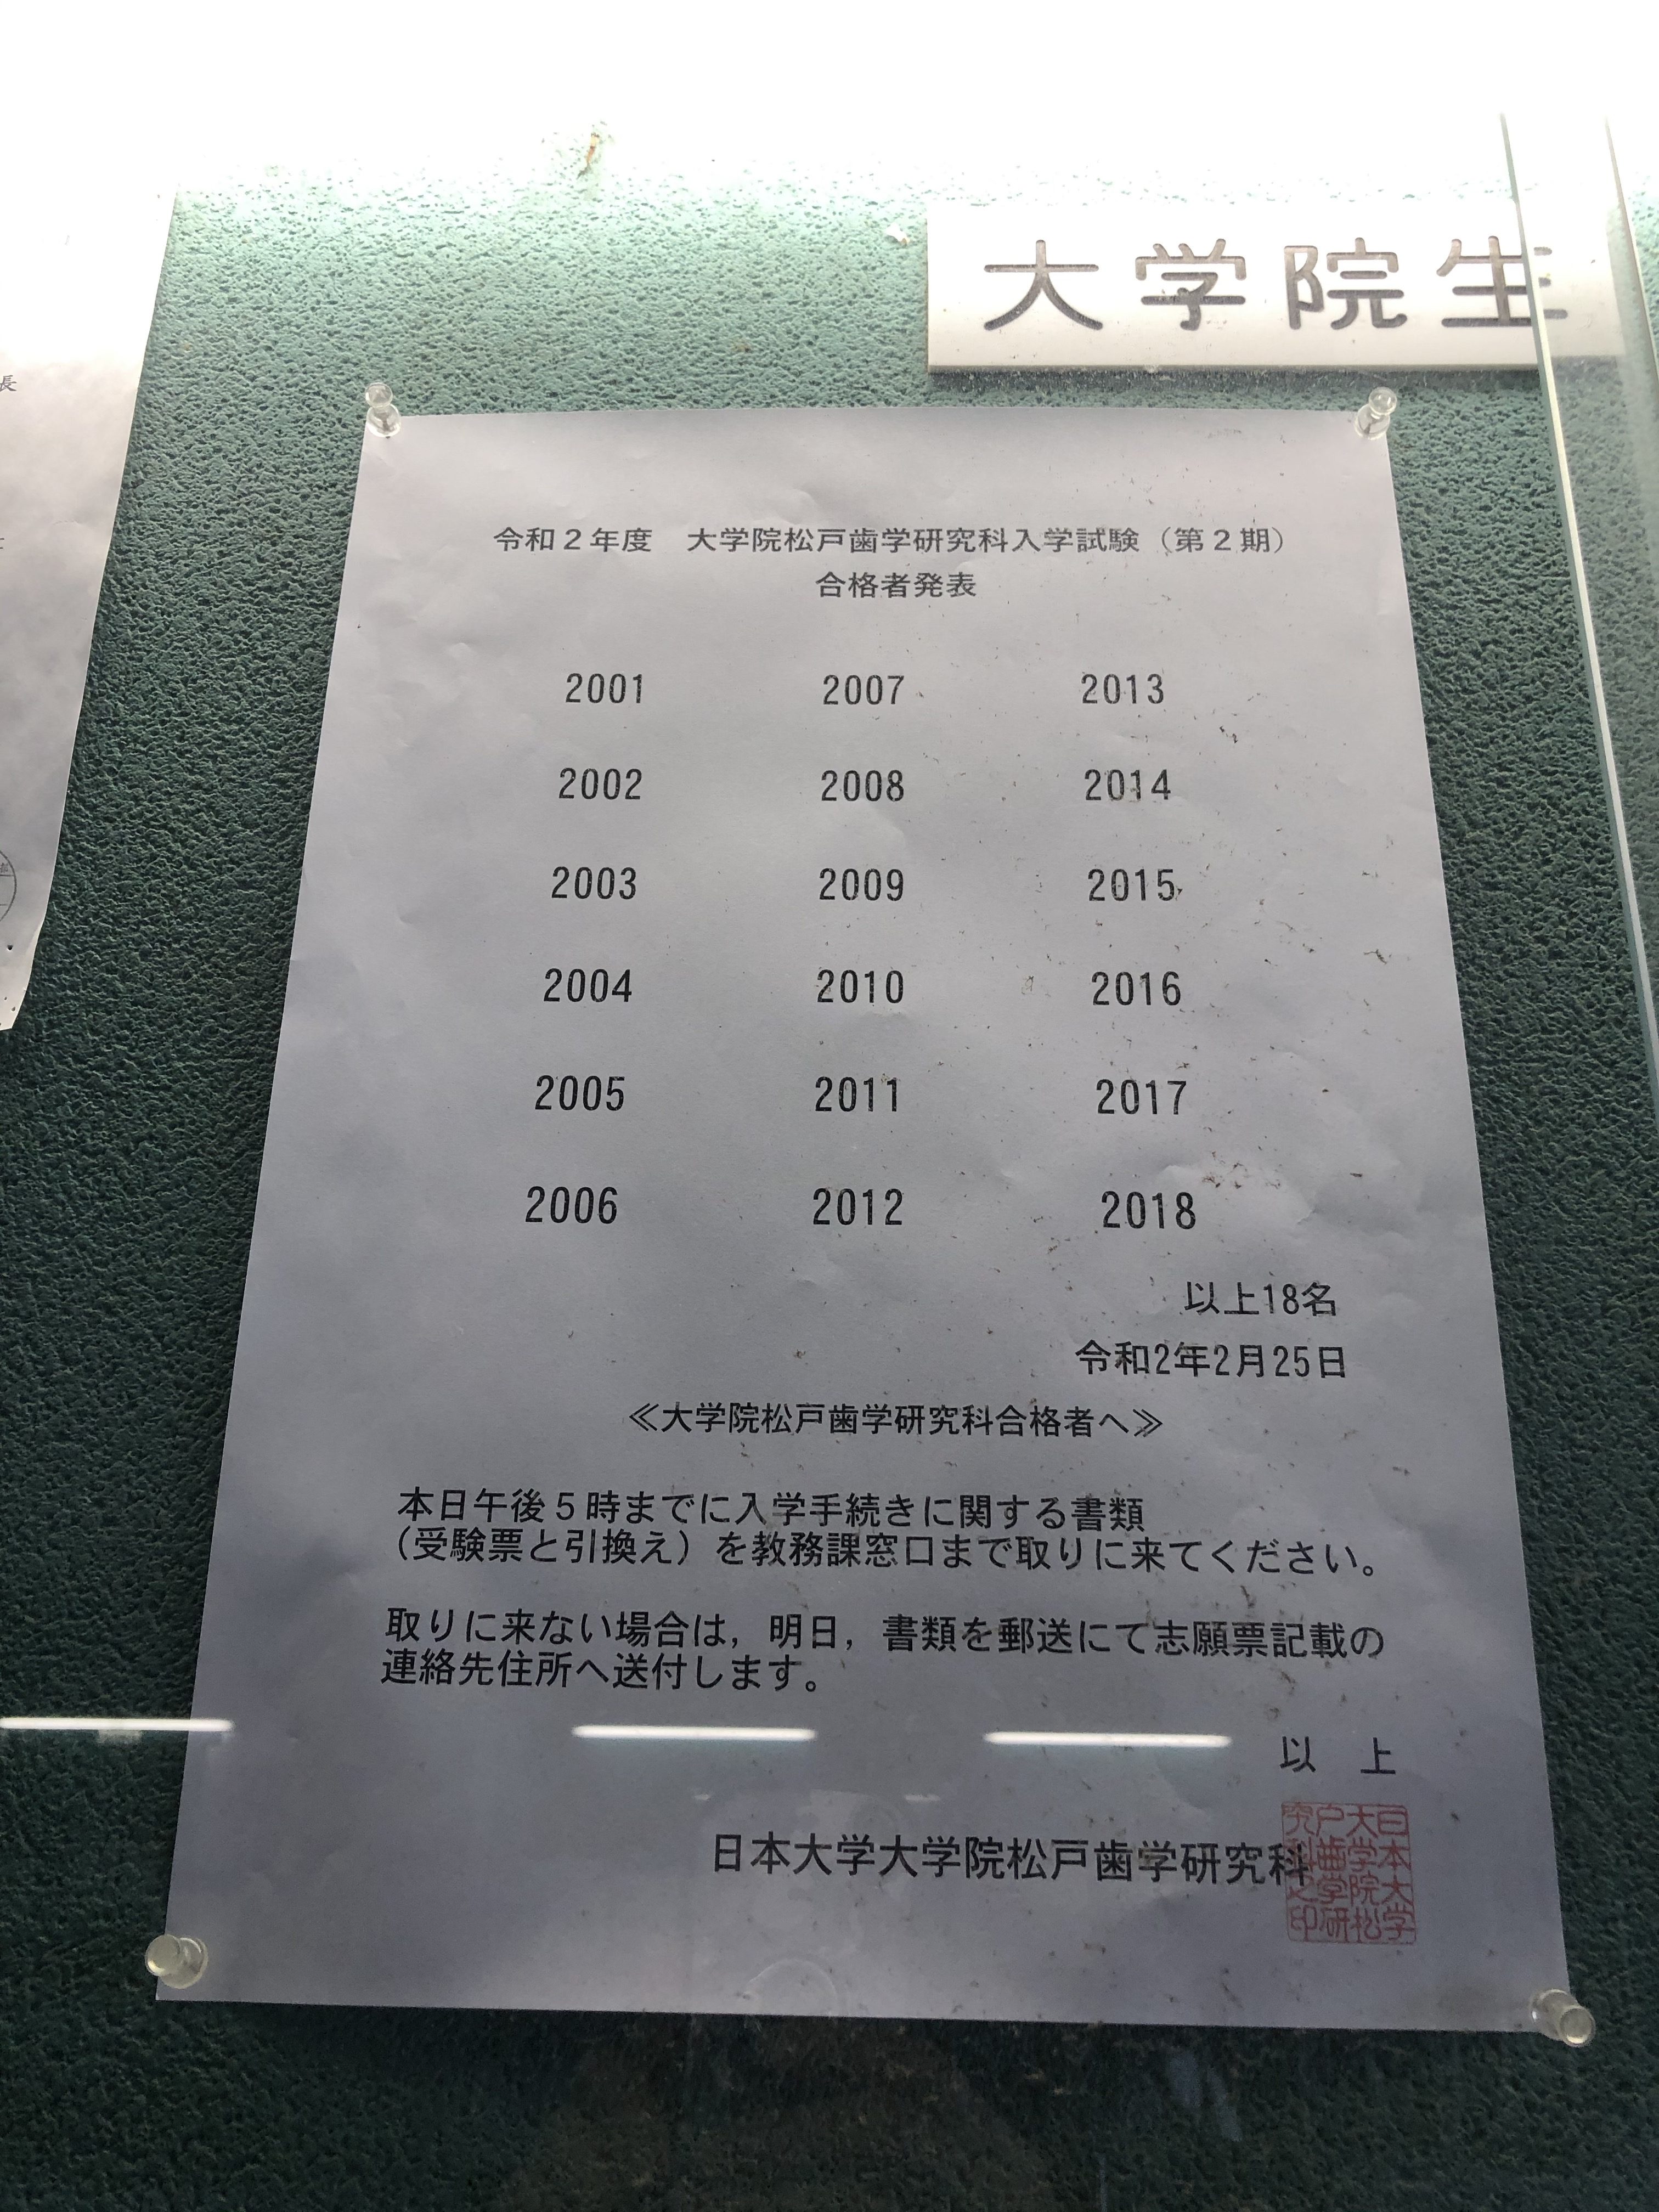 大学院生
長
令和２年度　大学院松戸歯学研究科入学試験（第２期）
合格者発表
2001 2007 2013
2002 2008 2014
2003 2009 2015
2004 2010 2016
2005 2011 2017
2006 2012 2018
以上18名
令和2年2月25日
≪大学院松戸歯学研究科合格者へ≫
本日午後５時までに入学手続きに関する書類
（受験票と引換え）を教務課窓口まで取りに来てください。
取りに来ない場合は，明日，書類を郵送にて志願票記載の
連絡先住所へ送付します。
以　上
日本大学大学院松戸歯学研究科
日本大学
大学院松
戸歯学研
究科之印